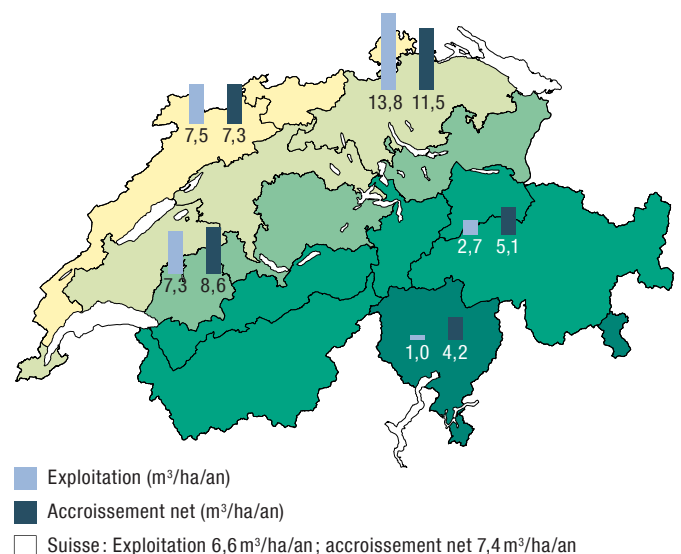 13,8 11,5
7,5 7,3
2,7 5,1
7,3 8,6
1,0 4,2
Exploitation (m³/ha/an)
Accroissement net (m³/ha/an)
Suisse: Exploitation 6,6 m³/ha/an; accroissement net 7,4 m³/ha/an